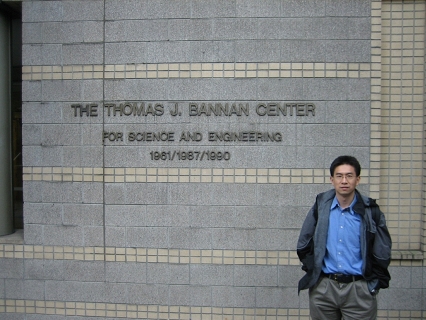 THE THOMAS J. BANNAN CENTER
FOR SCIENCE AND ENGINEERING
1961/1987/1990